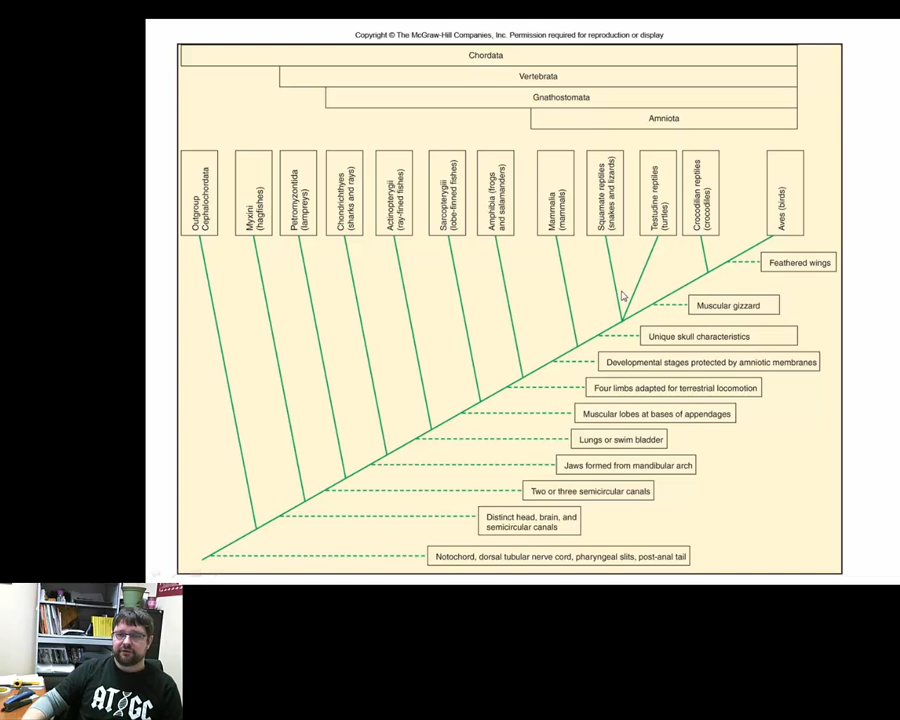 Copyright © The McGraw-Hill Companies, Inc. Permission required for reproduction or display
Chordata
Vertebrata
Gnathostomata
Amniota
Outgroup
Cephalochordata
Myxini
(hagfishes)
Petromyzontida
(lampreys)
Chondrichthyes
(sharks and rays)
Actinopterygii
(ray-fined fishes)
Sarcopterygiii
(lobe-finned fishes)
Amphibia (frogs
and salamanders)
Mammalia
(mammals)
Squamate reptiles
(snakes and lizards)
Testudine reptiles
(turtles)
Crocodilian reptiles
(crocodiles)
Aves (birds)
Feathered wings
Muscular gizzard
Unique skull characteristics
Developmental stages protected by amniotic membranes
Four limbs adapted for terrestrial locomotion
Muscular lobes at bases of appendages
Lungs or swim bladder
Jaws formed from mandibular arch
Two or three semicircular canals
Distinct head, brain, and
semicircular canals
Notochord, dorsal tubular nerve cord, pharyngeal slits, post-anal tail
AT GC